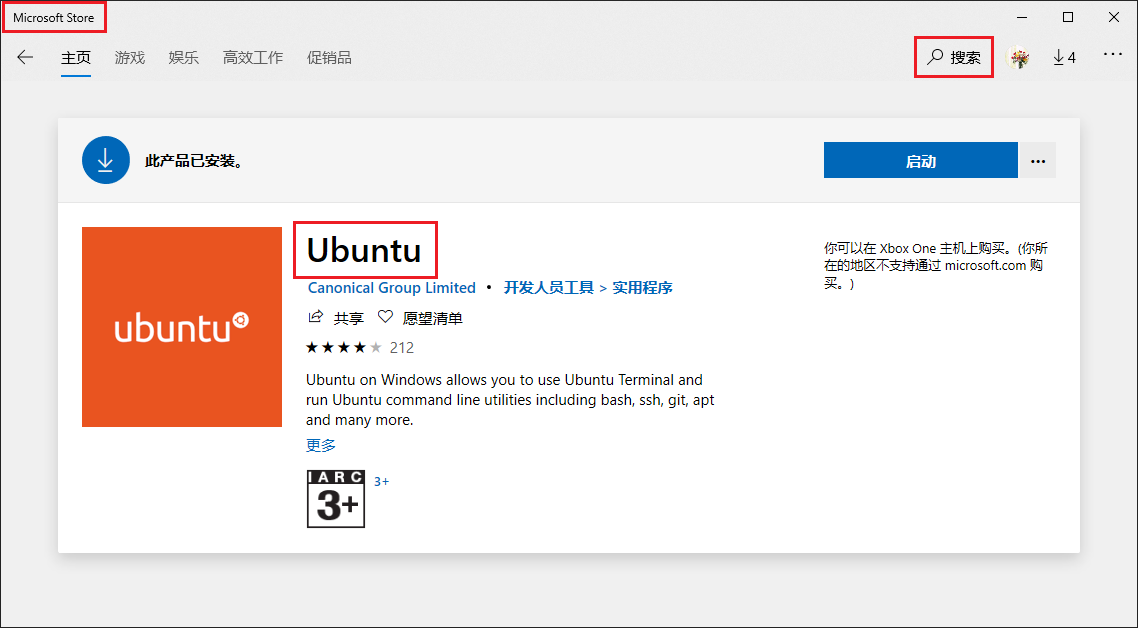 Microsoft Store
主页 游戏 娱乐 高效工作 促销品 搜索 4
此产品已安装。
启动
ubuntu
Ubuntu
Canonical Group Limited • 开发人员工具 > 实用程序
共享 愿望清单
212
Ubuntu on Windows allows you to use Ubuntu Terminal and
run Ubuntu command line utilities including bash, ssh, git, apt
and many more.
更多
IARC
3+
3+
你可以在 Xbox One 主机上购买。(你所
在的地区不支持通过 microsoft.com 购
买。)